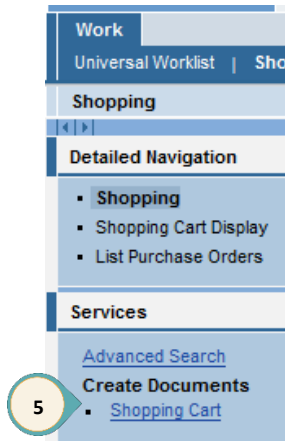 Work
Universal Worklist | Sho
Shopping
Detailed Navigation
▪ Shopping
▪ Shopping Cart Display
▪ List Purchase Orders
Services
Advanced Search
Create Documents
5
▪ Shopping Cart